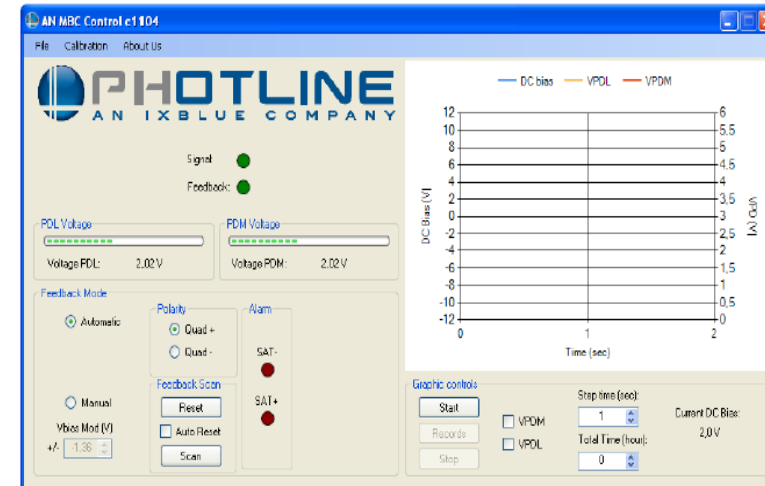 AN MBC Control c1104
File Calibration About Us
PHOTLINE
AN IXBLUE COMPANY
Signal
Feedback:
PDL Voltage
Voltage PDL: 2.02 V
PDM Voltage
Voltage PDM: 2.02 V
Feedback Mode
Automatic
Manual
Vbias Mod (V)
+/- -1.36
Polarity
Quad +
Quad -
Feedback Scan
Reset
Auto Reset
Scan
Alarm
SAT-
SAT+
DC bias VPDL VPDM
DC Bias (V)
12
10
8
6
4
2
0
-2
-4
-6
-8
-10
-12
6
5.5
5
4.5
4
3,5
3
2,5
2
1,5
1
0,5
0
VPD (V)
0 1 2
Time (sec)
Graphic controls
Start
Records
Stop
VPDM
VPDL
Step time (sec):
1
Total Time (hour):
0
Current DC Bias:
2,0 V